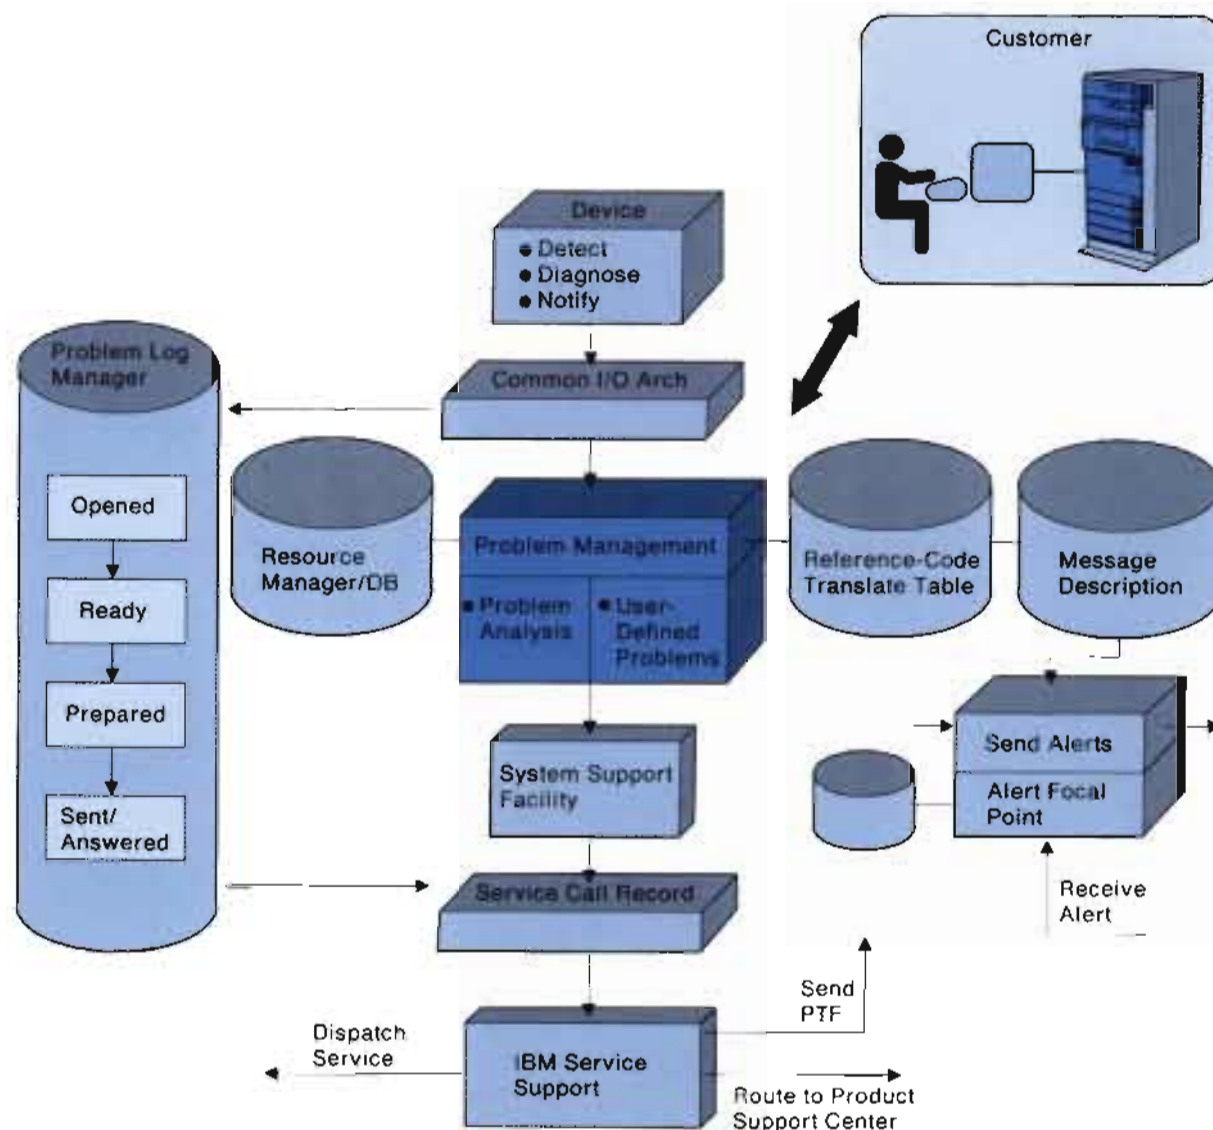 Customer
Device
● Detect
● Diagnose
● Notify
Problem Log
Manager
Common I/O Arch
Opened
Ready
Prepared
Sent/
Answered
Resource
Manager/DB
Problem Management
● Problem
Analysis
● User-
Defined
Problems
Reference-Code
Translate Table
Message
Description
System Support
Facility
Send Alerts
Alert Focal
Point
Receive
Alert
Service Call Record
Send
PTF
Dispatch
Service
IBM Service
Support
Route to Product
Support Center